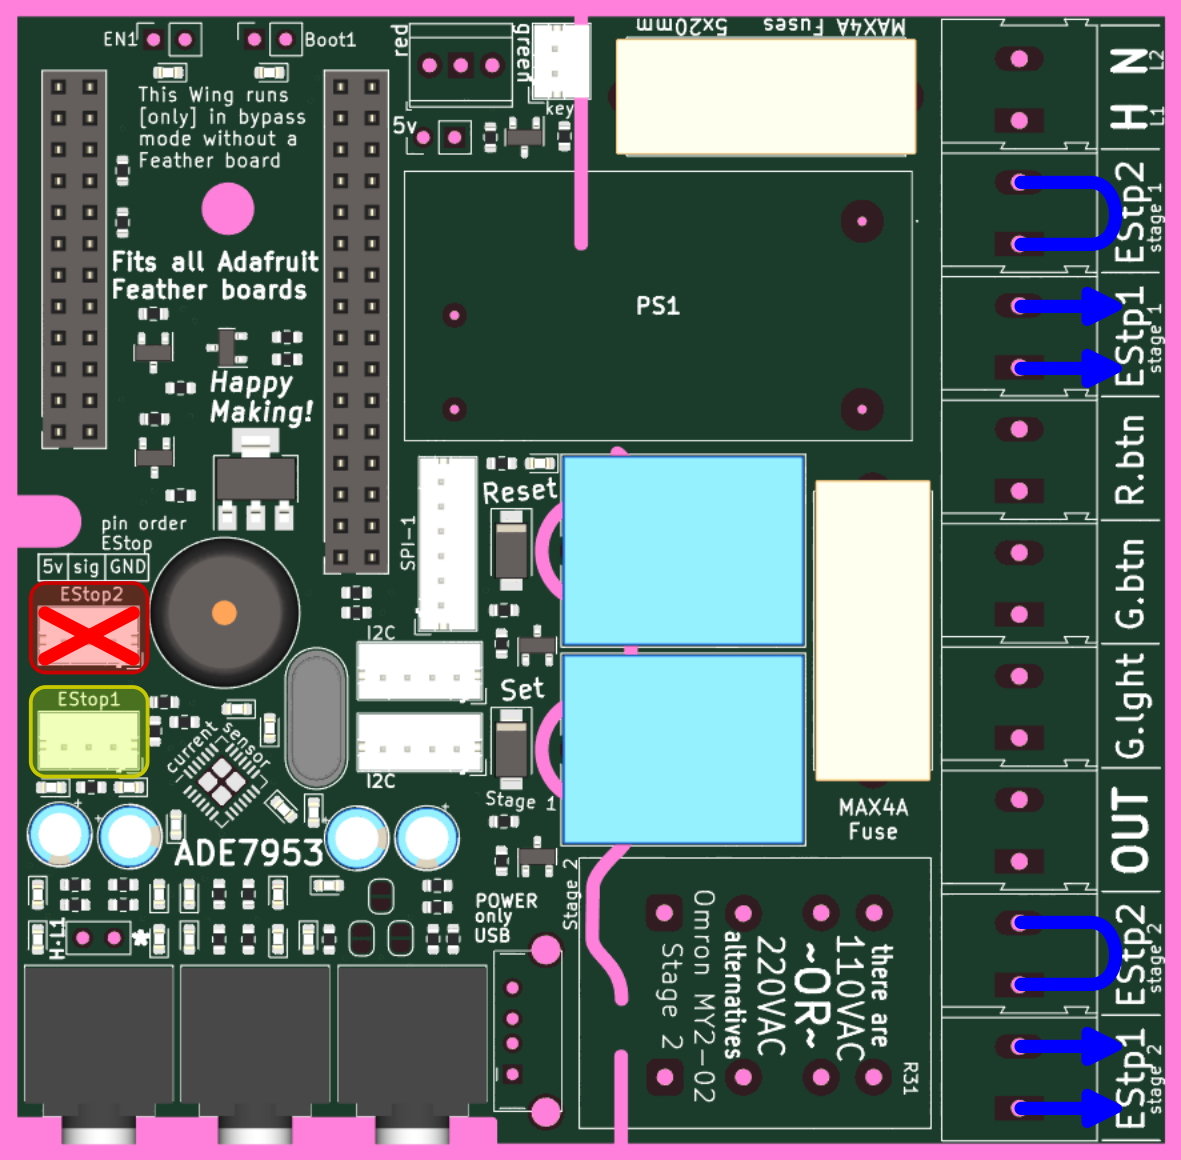 EN1
Boot1
red
green
key
5v
5x20mm
MAX4A Fuses
This Wing runs
[only] in bypass
mode without a
Feather board
Fits all Adafruit
Feather boards
Happy
Making!
PS1
pin order
EStop
5v sig GND
EStop2
EStop1
SPI-1
Reset
I2C
Set
I2C
Stage 1
current sensor
ADE7953
MAX4A
Fuse
H-L1
*
POWER
only
USB
Stage 2
Stage 2
Omron MY2-02
alternatives
220VAC
~OR~
110VAC
there are
R31
N
L2
H
L1
EStp2
stage 1
EStp1
stage 1
R.btn
G.btn
G.lght
OUT
EStp2
stage 2
EStp1
stage 2